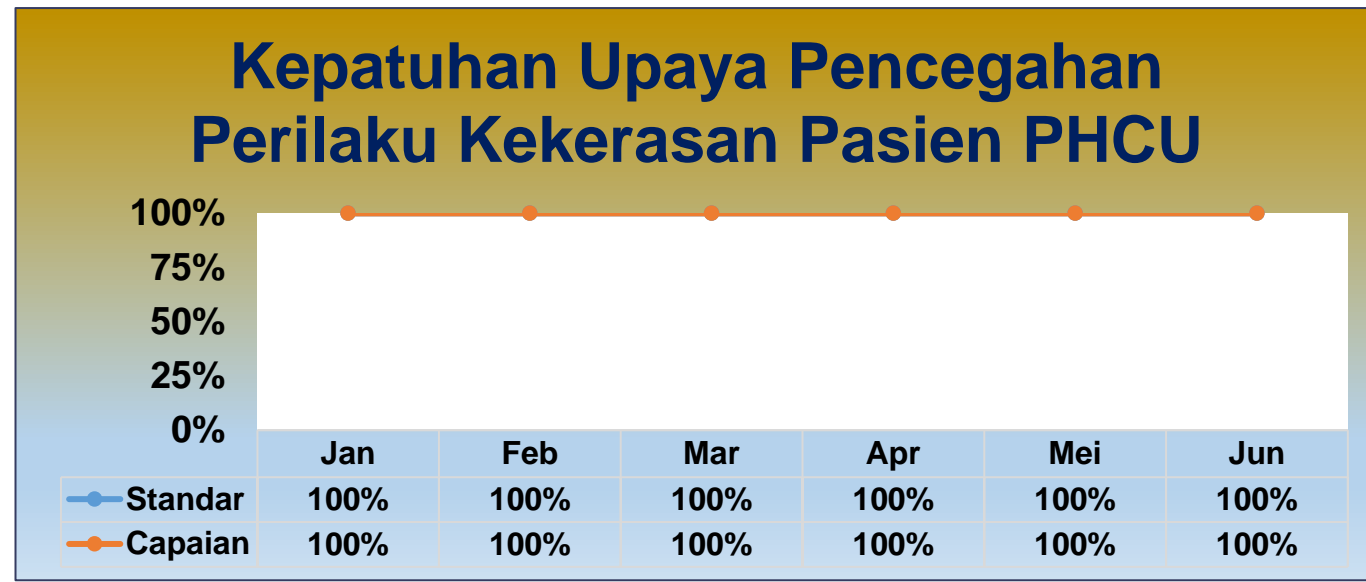 Kepatuhan Upaya Pencegahan
Perilaku Kekerasan Pasien PHCU
100%
75%
50%
25%
0%
Jan Feb Mar Apr Mei Jun
Standar 100% 100% 100% 100% 100% 100%
Capaian 100% 100% 100% 100% 100% 100%